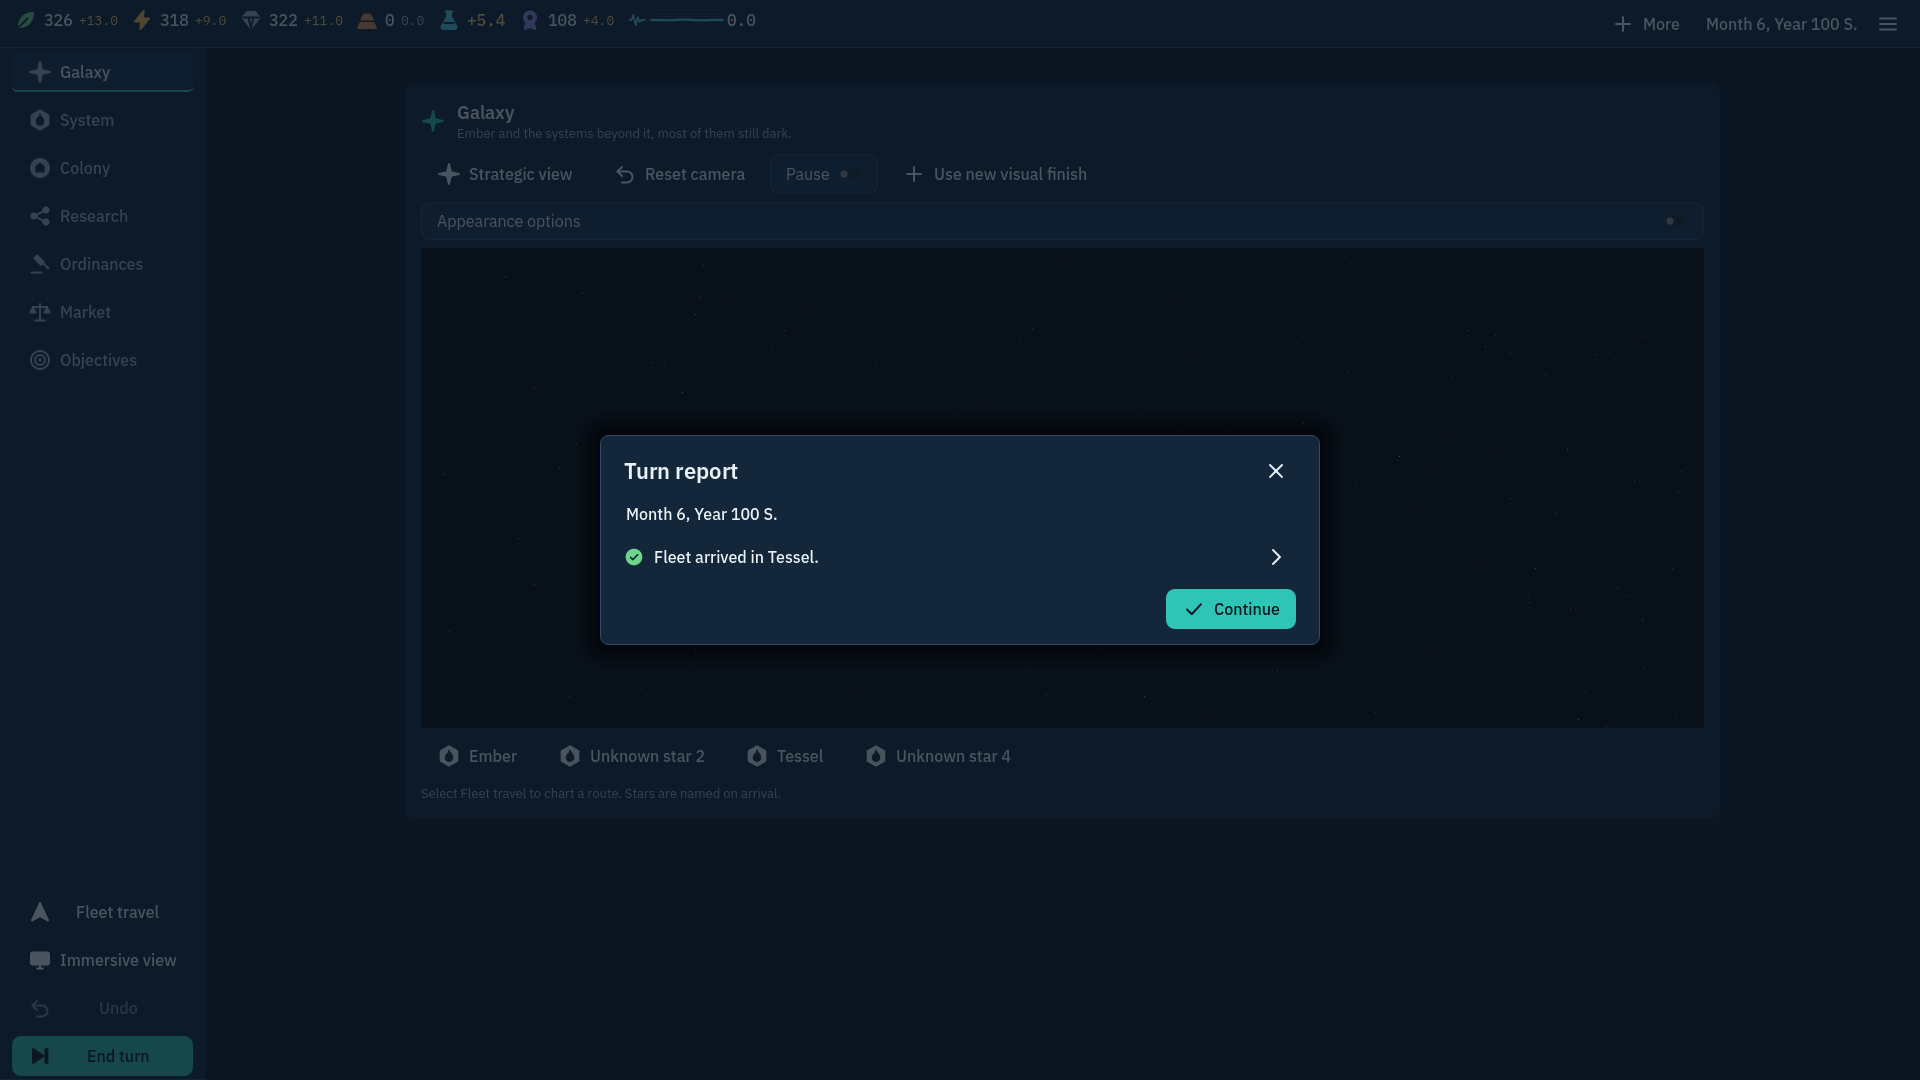 326 +13.0 318 +9.0 322 +11.0 0 0.0 +5.4 108 +4.0 0.0 More Month 6, Year 100 S.
Galaxy
System
Colony
Research
Ordinances
Market
Objectives
Galaxy
Ember and the systems beyond it, most of them still dark.
Strategic view Reset camera Pause Use new visual finish
Appearance options
Turn report
Month 6, Year 100 S.
Fleet arrived in Tessel.
Continue
Ember Unknown star 2 Tessel Unknown star 4
Select Fleet travel to chart a route. Stars are named on arrival.
Fleet travel
Immersive view
Undo
End turn